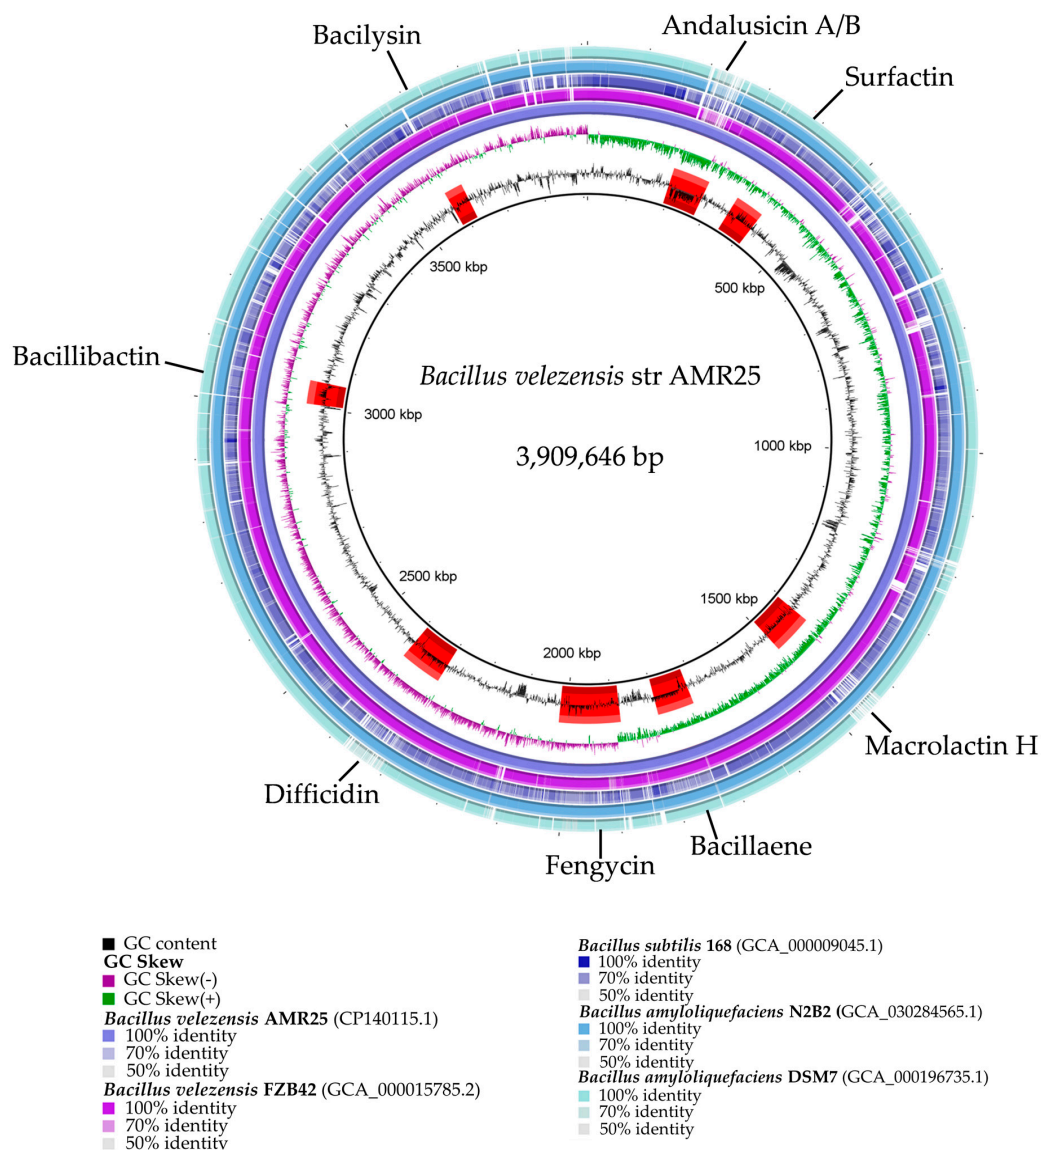 Andalusicin A/B
Bacilysin
Surfactin
3500 kbp
500 kbp
Bacillibactin
Bacillus velezensis str AMR25
3000 kbp
1000 kbp
3,909,646 bp
2500 kbp
1500 kbp
2000 kbp
Macrolactin H
Difficidin
Bacillaene
Fengycin
GC content
GC Skew
GC Skew(-)
GC Skew(+)
Bacillus velezensis AMR25 (CP140115.1)
100% identity
70% identity
50% identity
Bacillus velezensis FZB42 (GCA_000015785.2)
100% identity
70% identity
50% identity
Bacillus subtilis 168 (GCA_000009045.1)
100% identity
70% identity
50% identity
Bacillus amyloliquefaciens N2B2 (GCA_030284565.1)
100% identity
70% identity
50% identity
Bacillus amyloliquefaciens DSM7 (GCA_000196735.1)
100% identity
70% identity
50% identity